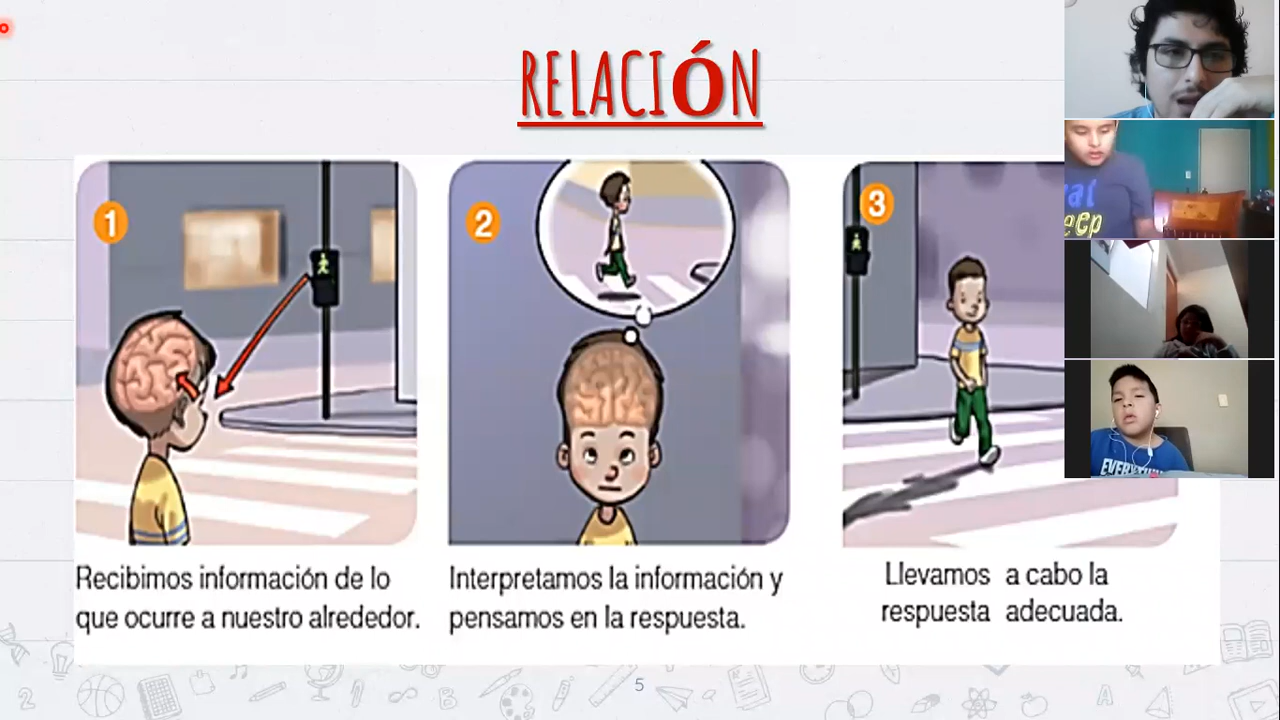 RELACIÓN
1
2
3
Recibimos información de lo
que ocurre a nuestro alrededor.
Interpretamos la información y
pensamos en la respuesta.
Llevamos a cabo la
respuesta adecuada.
5